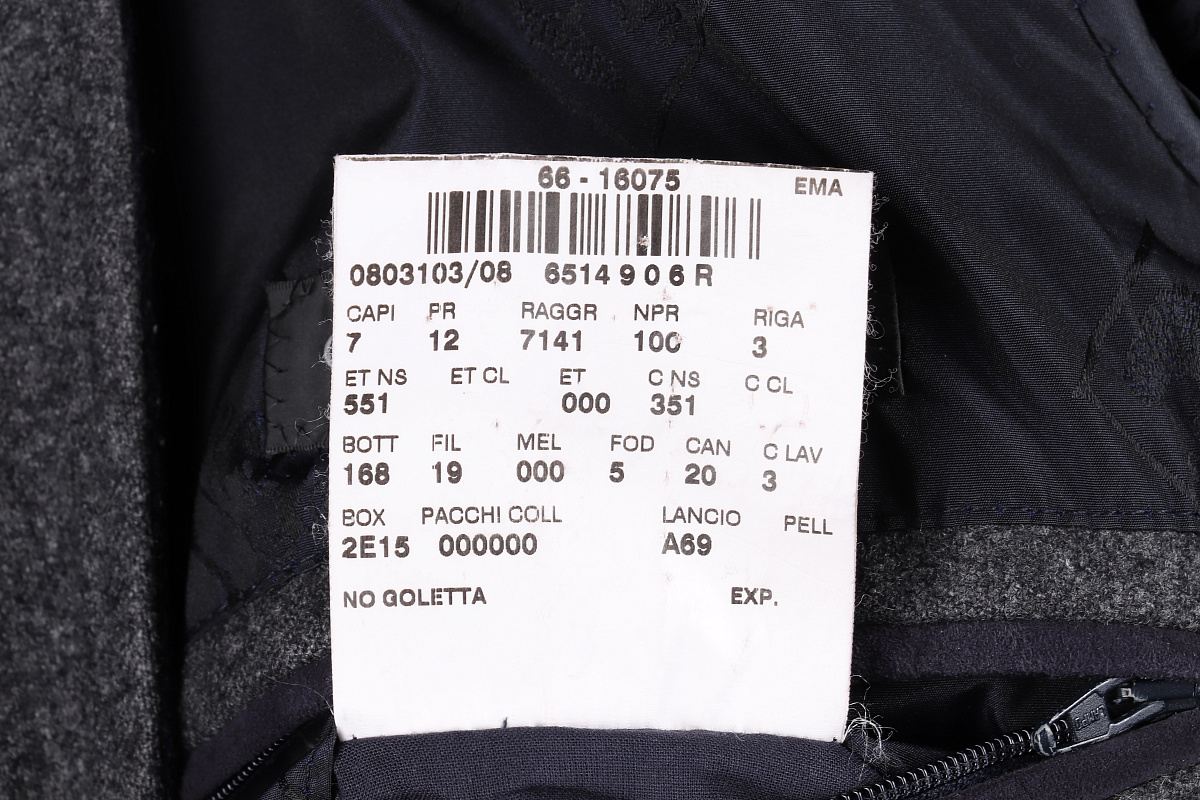 66 - 16075 EMA
0803103/08 6514 9 0 6 R
CAPI PR RAGGR NPR RIGA
7 12 7141 100 3
ET NS ET CL ET C NS C CL
551 000 351
BOTT FIL MEL FOD CAN C LAV
168 19 000 5 20 3
BOX PACCHI COLL LANCIO PELL
2E15 000000 A69
NO GOLETTA EXP.